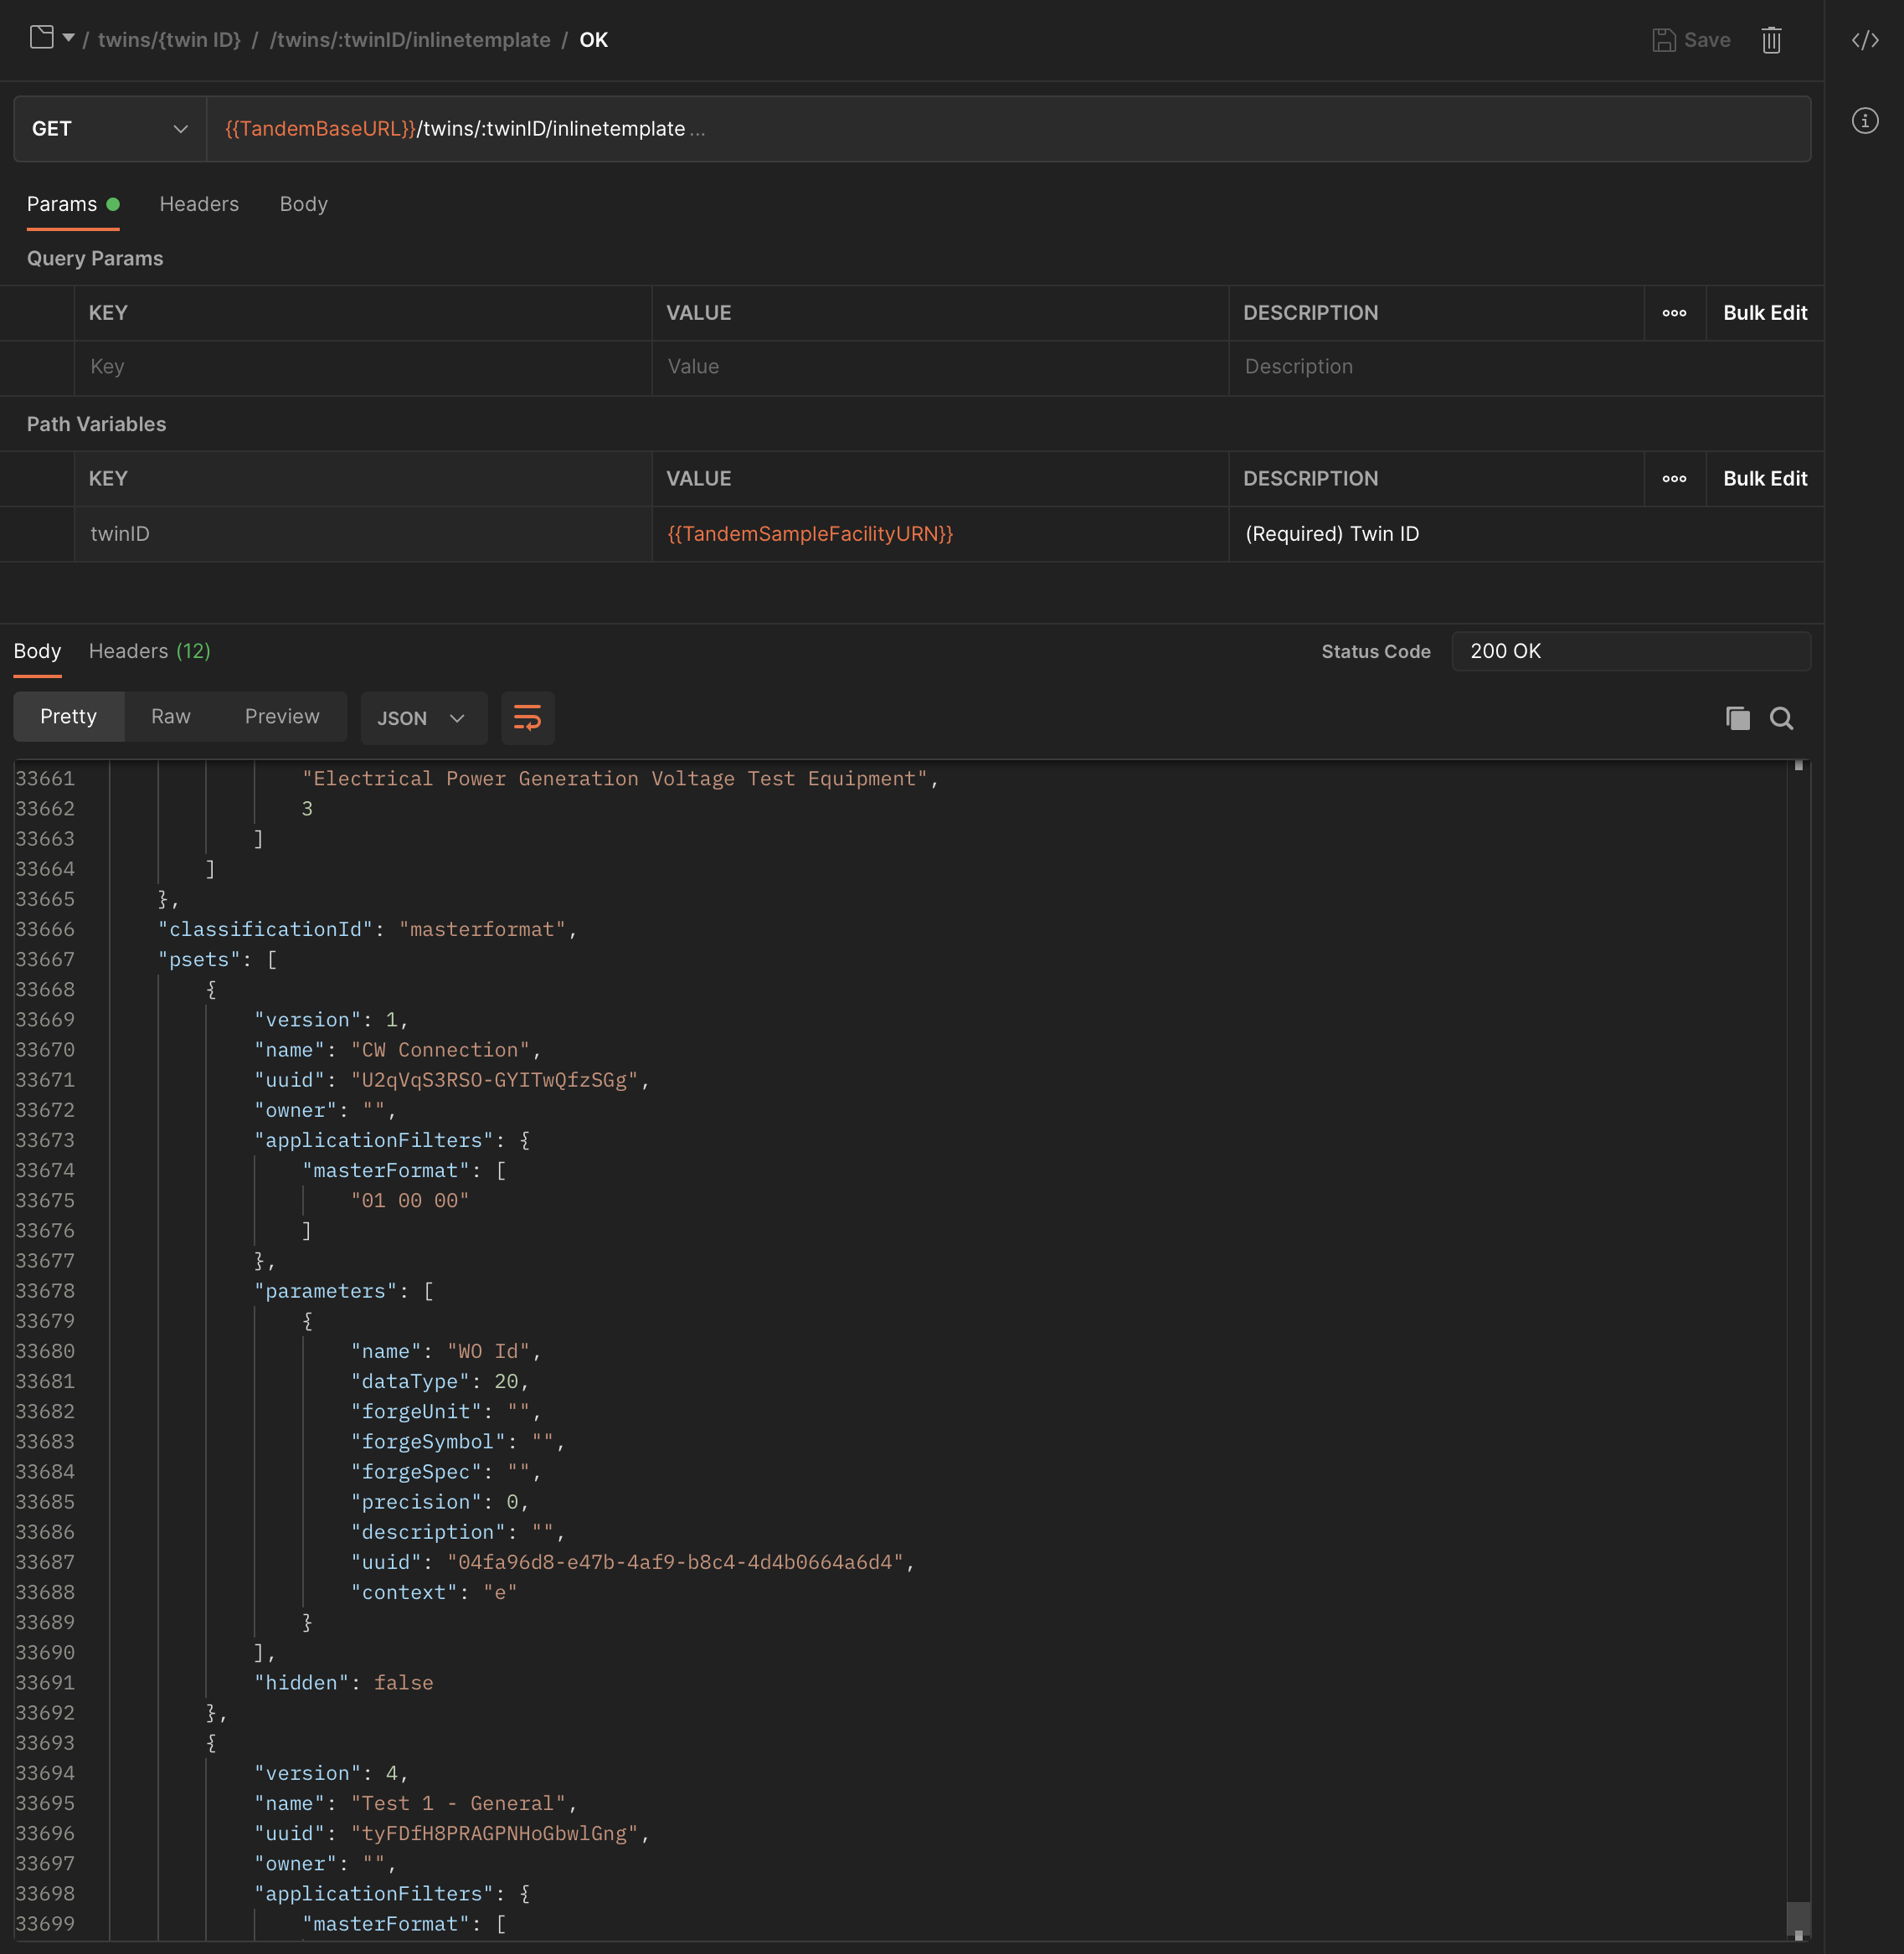 / twins/{twin ID} / /twins/:twinID/inlinetemplate / OK
Save
GET
{{TandemBaseURL}}/twins/:twinID/inlinetemplate ...
Params Headers Body
Query Params
KEY VALUE DESCRIPTION ooo Bulk Edit
Key Value Description
Path Variables
KEY VALUE DESCRIPTION ooo Bulk Edit
twinID {{TandemSampleFacilityURN}} (Required) Twin ID
Body Headers (12) Status Code 200 OK
Pretty Raw Preview JSON
33661 "Electrical Power Generation Voltage Test Equipment",
33662 3
33663 ]
33664 ]
33665 },
33666 "classificationId": "masterformat",
33667 "psets": [
33668 {
33669 "version": 1,
33670 "name": "CW Connection",
33671 "uuid": "U2qVqS3RSO-GYITwQfzSGg",
33672 "owner": "",
33673 "applicationFilters": {
33674 "masterFormat": [
33675 "01 00 00"
33676 ]
33677 },
33678 "parameters": [
33679 {
33680 "name": "WO Id",
33681 "dataType": 20,
33682 "forgeUnit": "",
33683 "forgeSymbol": "",
33684 "forgeSpec": "",
33685 "precision": 0,
33686 "description": "",
33687 "uuid": "04fa96d8-e47b-4af9-b8c4-4d4b0664a6d4",
33688 "context": "e"
33689 }
33690 ],
33691 "hidden": false
33692 },
33693 {
33694 "version": 4,
33695 "name": "Test 1 - General",
33696 "uuid": "tyFDfH8PRAGPNHoGbwlGng",
33697 "owner": "",
33698 "applicationFilters": {
33699 "masterFormat": [